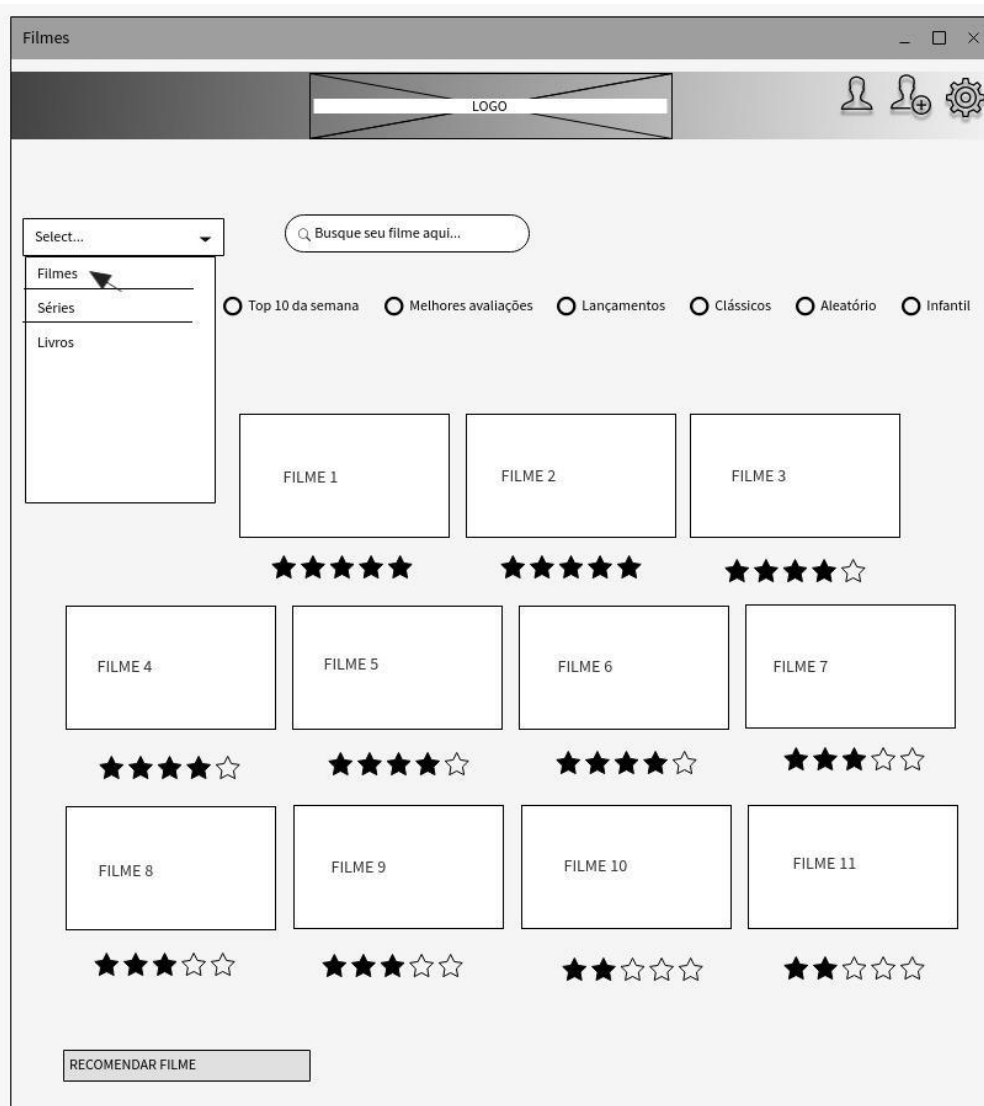 Filmes
LOGO
Select...
Busque seu filme aqui...
Filmes
Séries
Livros
Top 10 da semana
Melhores avaliações
Lançamentos
Clássicos
Aleatório
Infantil
FILME 1
FILME 2
FILME 3
FILME 4
FILME 5
FILME 6
FILME 7
FILME 8
FILME 9
FILME 10
FILME 11
RECOMENDAR FILME